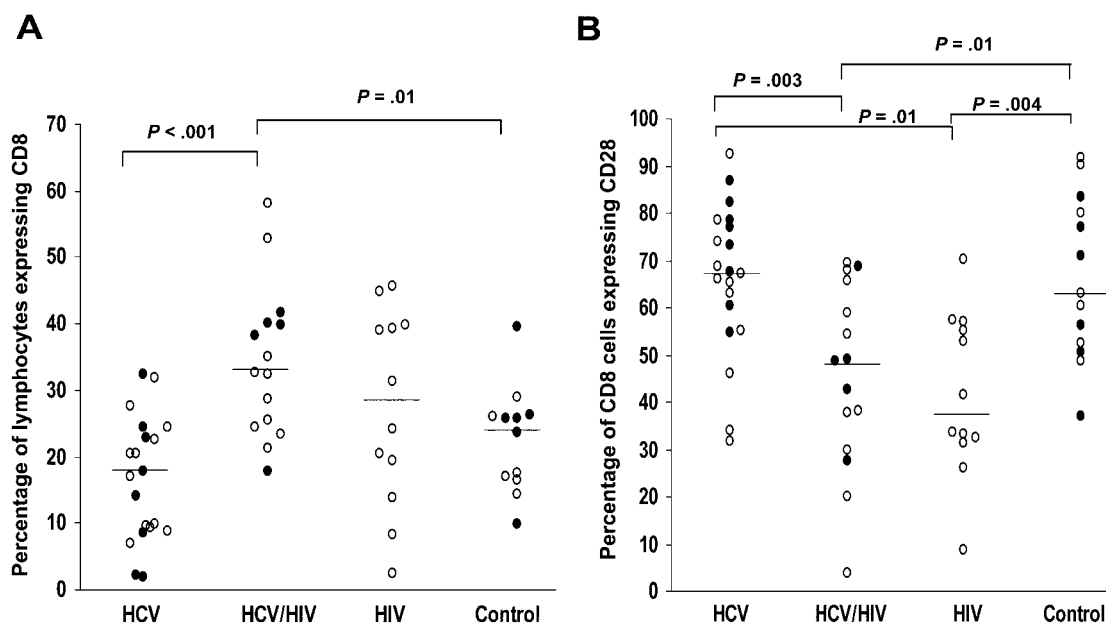 A
P < .001
P = .01
Percentage of lymphocytes expressing CD8
70
60
50
40
30
20
10
0
HCV
HCV/HIV
HIV
Control
B
P = .01
P = .003
P = .01
P = .004
Percentage of CD8 cells expressing CD28
100
90
80
70
60
50
40
30
20
10
0
HCV
HCV/HIV
HIV
Control